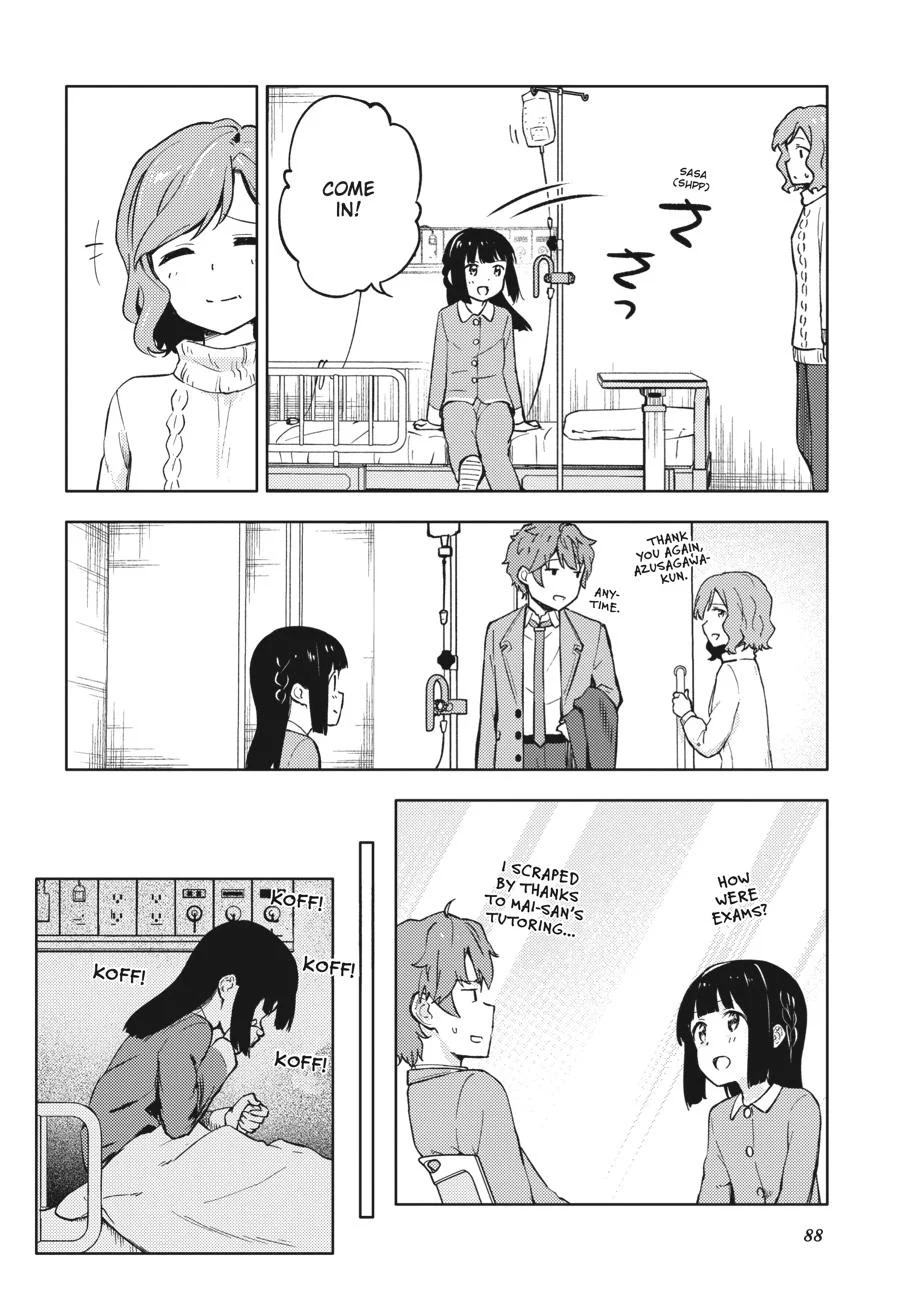 さ
さっ
SASA
(SHPP)
COME
IN!
THANK
YOU AGAIN,
AZUSAGAWA-
KUN.
ANY-
TIME.
HOW
WERE
EXAMS?
I SCRAPED
BY THANKS
TO MAI-SAN'S
TUTORING...
KOFF!
KOFF!
KOFF!
KOFF!
88